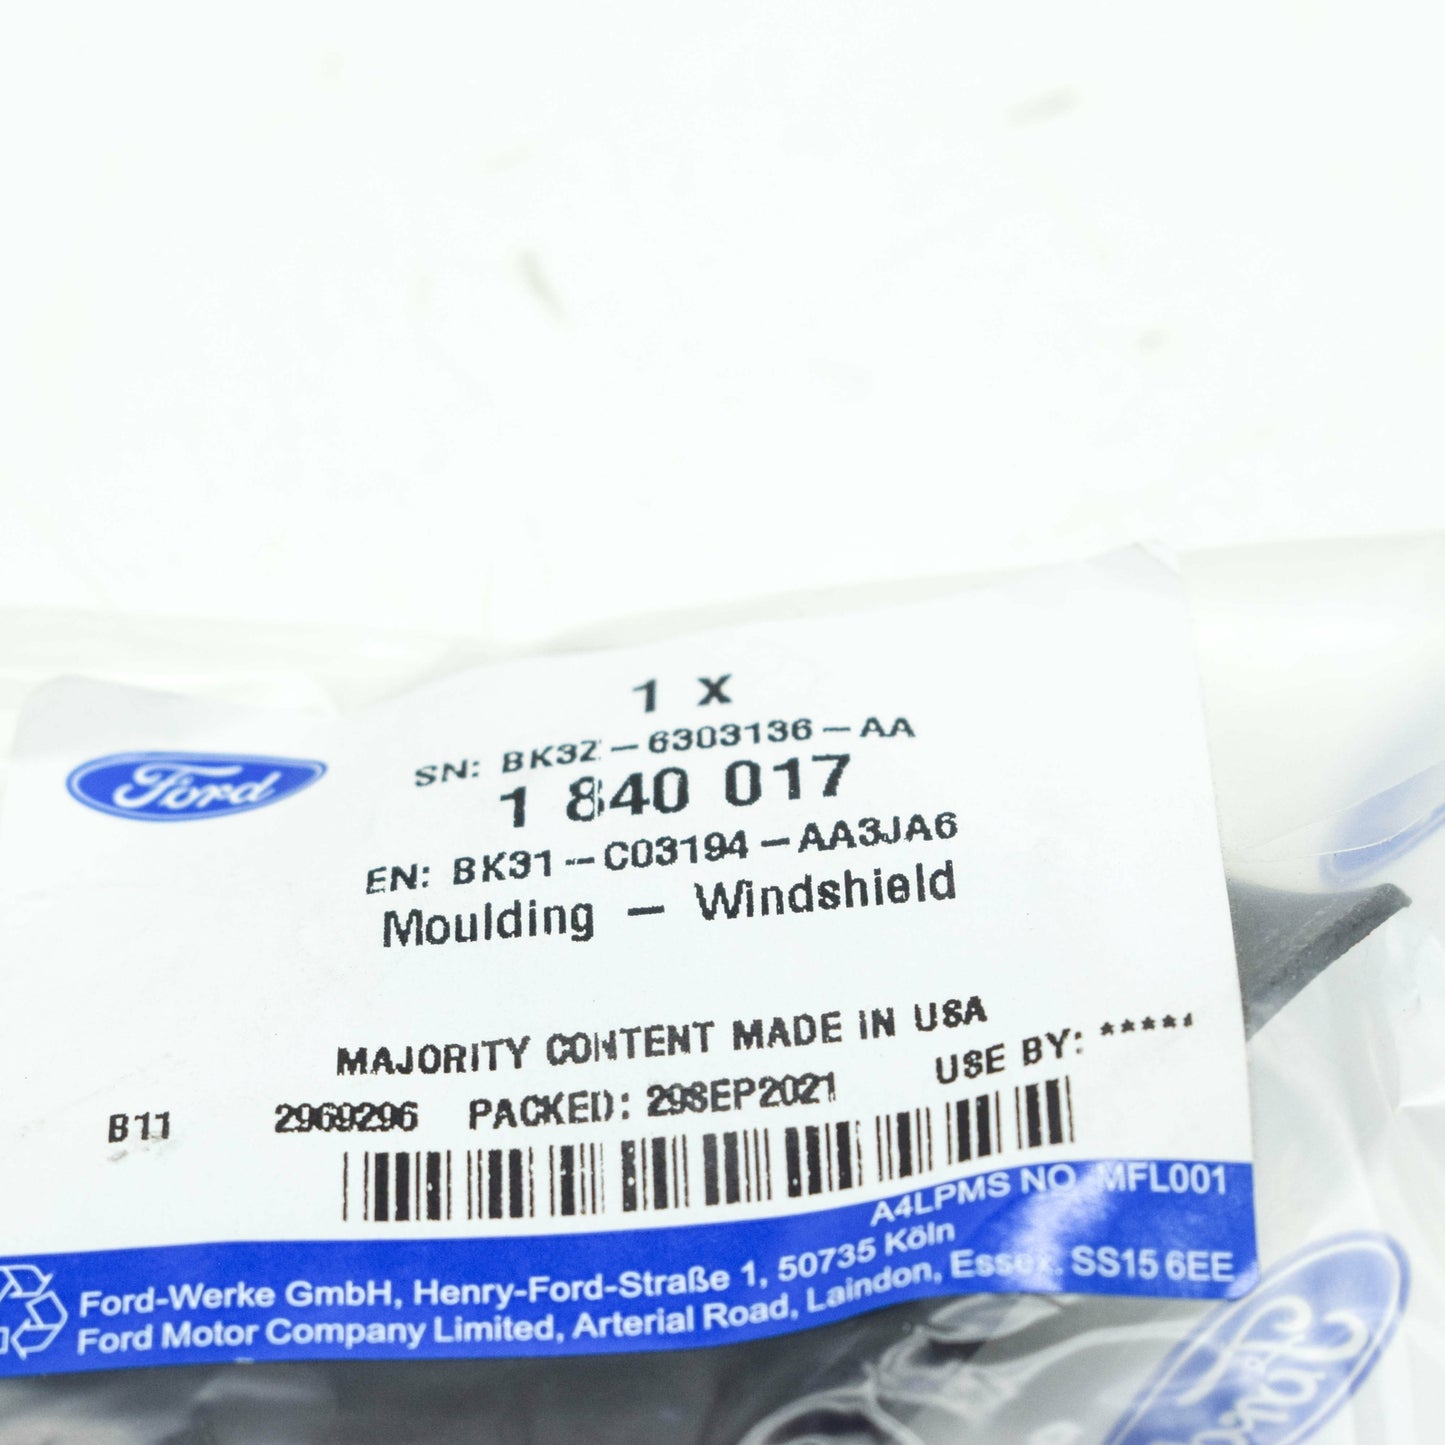 1 X
Ford
SN: BK3Z-6303136-AA
1 840 017
EN: BK31-C03194-AA3JA6
Moulding - Windshield
MAJORITY CONTENT MADE IN USA
B11 2969296 PACKED: 29SEP2021 USE BY: *****
A4LPMS NO. MFL001
Ford-Werke GmbH, Henry-Ford-Straße 1, 50735 Köln
Ford Motor Company Limited, Arterial Road, Laindon, Essex. SS15 6EE
Ford